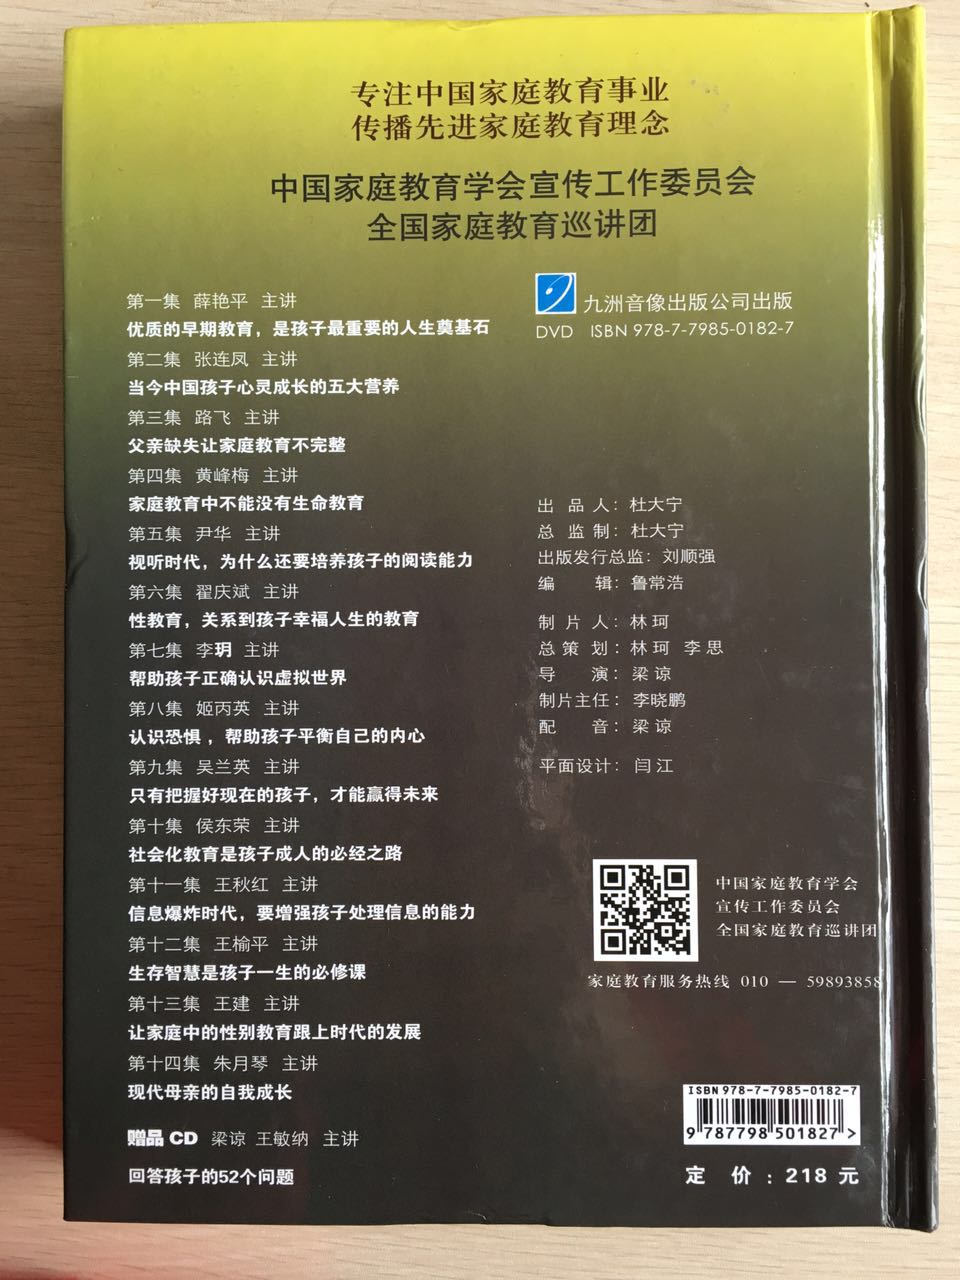 专注中国家庭教育事业
传播先进家庭教育理念
中国家庭教育学会宣传工作委员会
全国家庭教育巡讲团
九洲音像出版公司出版
DVD ISBN 978-7-7985-0182-7
第一集 薛艳平 主讲
优质的早期教育，是孩子最重要的人生奠基石
第二集 张连凤 主讲
当今中国孩子心灵成长的五大营养
第三集 路飞 主讲
父亲缺失让家庭教育不完整
第四集 黄峰梅 主讲
家庭教育中不能没有生命教育
第五集 尹华 主讲
视听时代，为什么还要培养孩子的阅读能力
第六集 翟庆斌 主讲
性教育，关系到孩子幸福人生的教育
第七集 李玥 主讲
帮助孩子正确认识虚拟世界
第八集 姬丙英 主讲
认识恐惧，帮助孩子平衡自己的内心
第九集 吴兰英 主讲
只有把握好现在的孩子，才能赢得未来
第十集 侯东荣 主讲
社会化教育是孩子成人的必经之路
第十一集 王秋红 主讲
信息爆炸时代，要增强孩子处理信息的能力
第十二集 王榆平 主讲
生存智慧是孩子一生的必修课
第十三集 王建 主讲
让家庭中的性别教育跟上时代的发展
第十四集 朱月琴 主讲
现代母亲的自我成长
赠品 CD 梁谅 王敏纳 主讲
回答孩子的52个问题
出 品 人：杜大宁
总 监 制：杜大宁
出版发行总监：刘顺强
编 辑：鲁常浩
制 片 人：林 珂
总 策 划：林 珂 李 思
导 演：梁 谅
制片主任：李晓鹏
配 音：梁 谅
平面设计：闫 江
中国家庭教育学会
宣传工作委员会
全国家庭教育巡讲团
家庭教育服务热线 010 — 59893858
ISBN 978-7-7985-0182-7
9 787798 501827 >
定 价：218 元